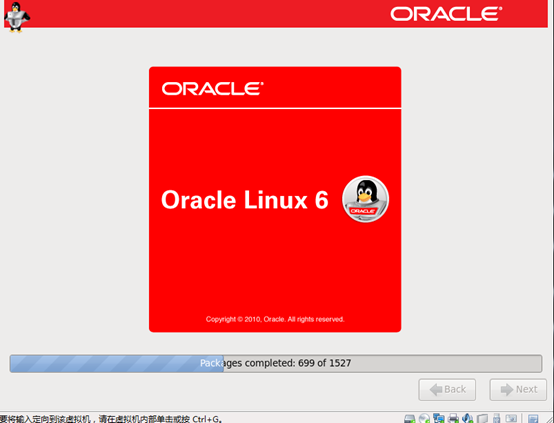 ORACLE®
ORACLE®
Oracle Linux 6
ORACLE
Copyright © 2010, Oracle. All rights reserved.
Packages completed: 699 of 1527
Back
Next
要将输入定向到该虚拟机，请在虚拟机内部单击或按 Ctrl+G。